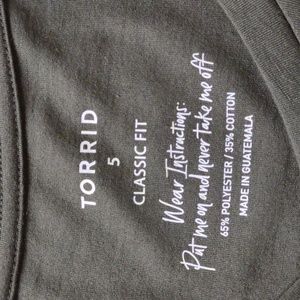 TORRID
5
CLASSIC FIT
Wear Instructions:
Put me on and never take me off
65% POLYESTER / 35% COTTON
MADE IN GUATEMALA